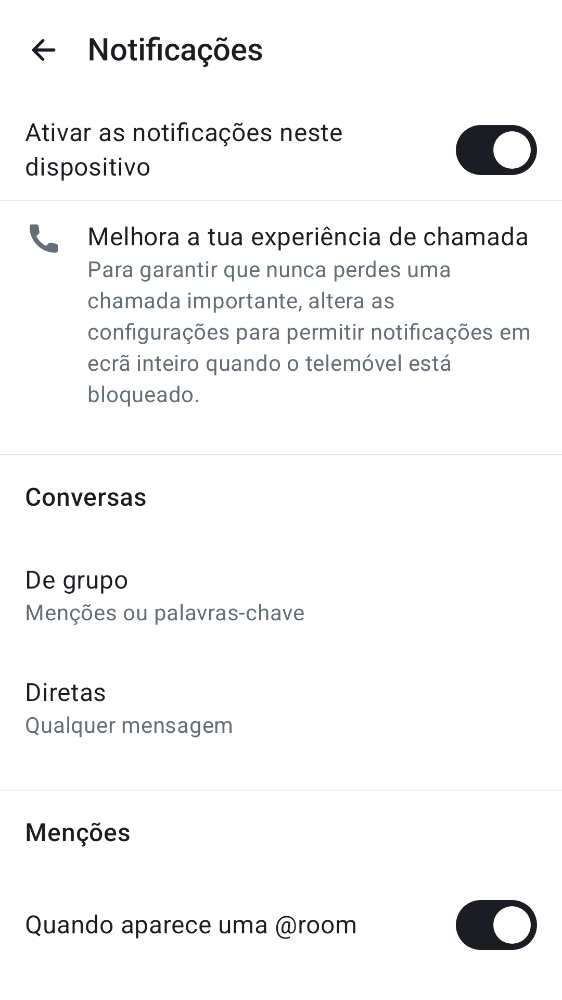 Notificações
Ativar as notificações neste
dispositivo
Melhora a tua experiência de chamada
Para garantir que nunca perdes uma
chamada importante, altera as
configurações para permitir notificações em
ecrã inteiro quando o telemóvel está
bloqueado.
Conversas
De grupo
Menções ou palavras-chave
Diretas
Qualquer mensagem
Menções
Quando aparece uma @room